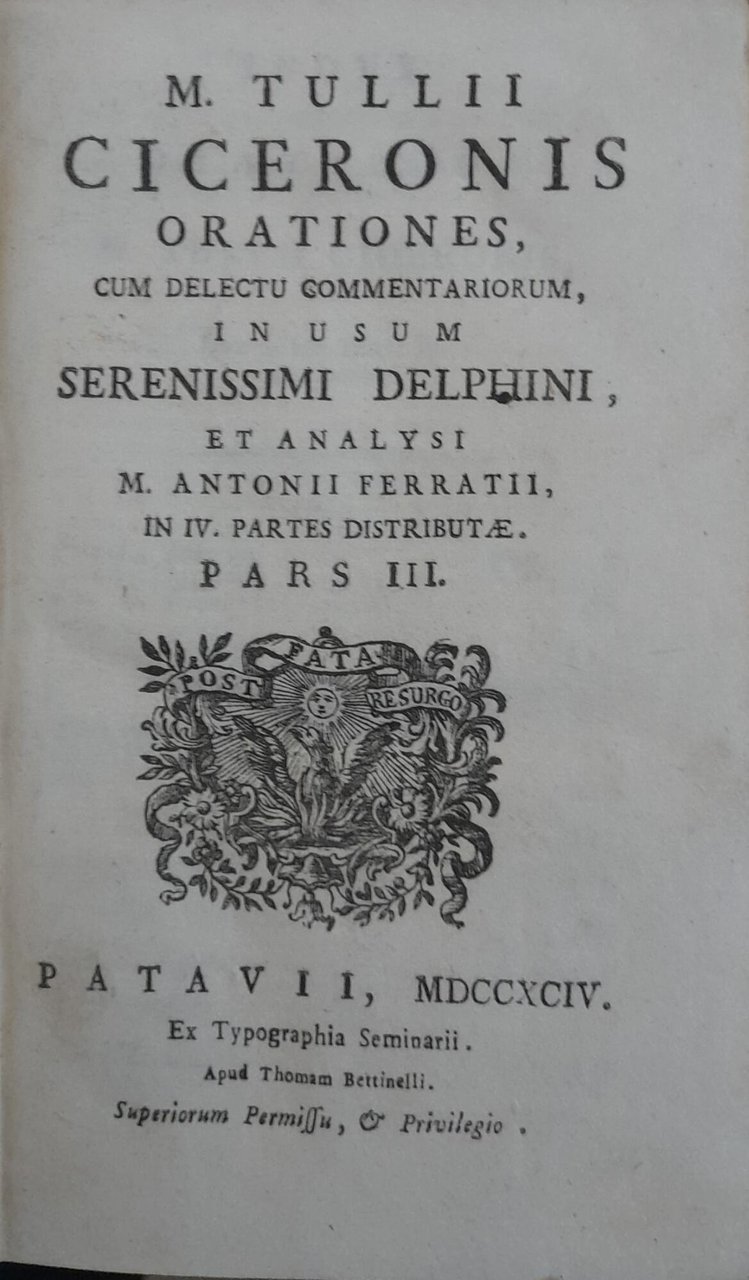 M. TULLII
CICERONIS
ORATIONES,
CUM DELECTU COMMENTARIORUM,
IN USUM
SERENISSIMI DELPHINI,
ET ANALYSI
M. ANTONII FERRATII,
IN IV. PARTES DISTRIBUTÆ.
PARS III.
POST FATA RESURGO
PATAVII, MDCCXCIV.
Ex Typographia Seminarii.
Apud Thomam Bettinelli.
Superiorum Permiſſu, & Privilegio.